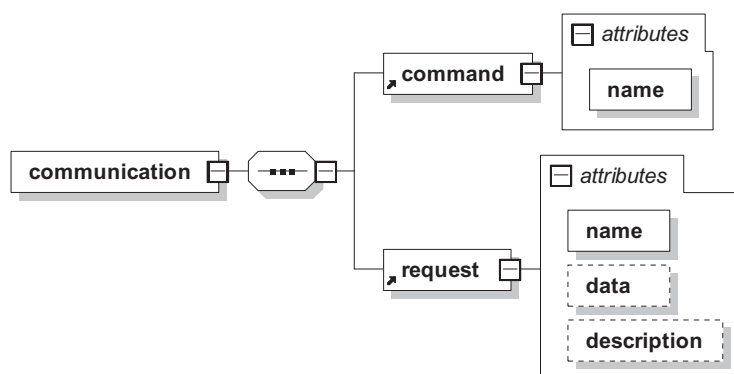 attributes
command
name
communication
attributes
name
request
data
description